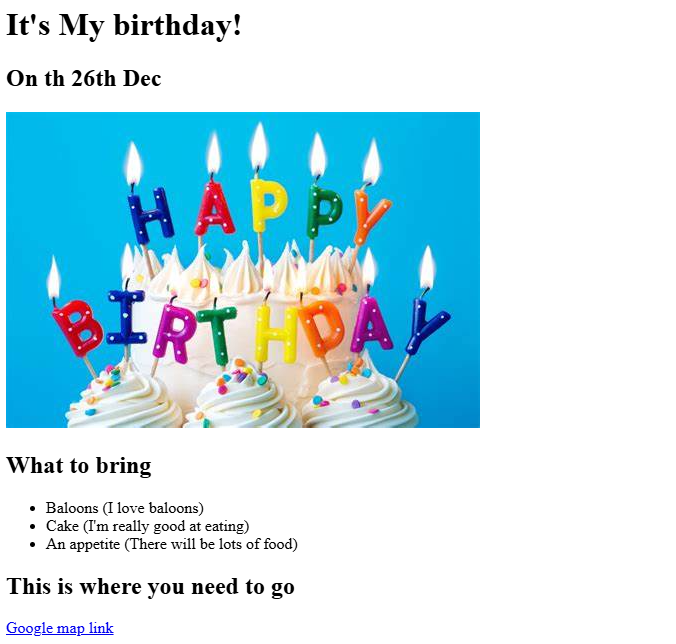 It's My birthday!
On th 26th Dec
HAPPY
BIRTHDAY
What to bring
Baloons (I love baloons)
Cake (I'm really good at eating)
An appetite (There will be lots of food)
This is where you need to go
Google map link